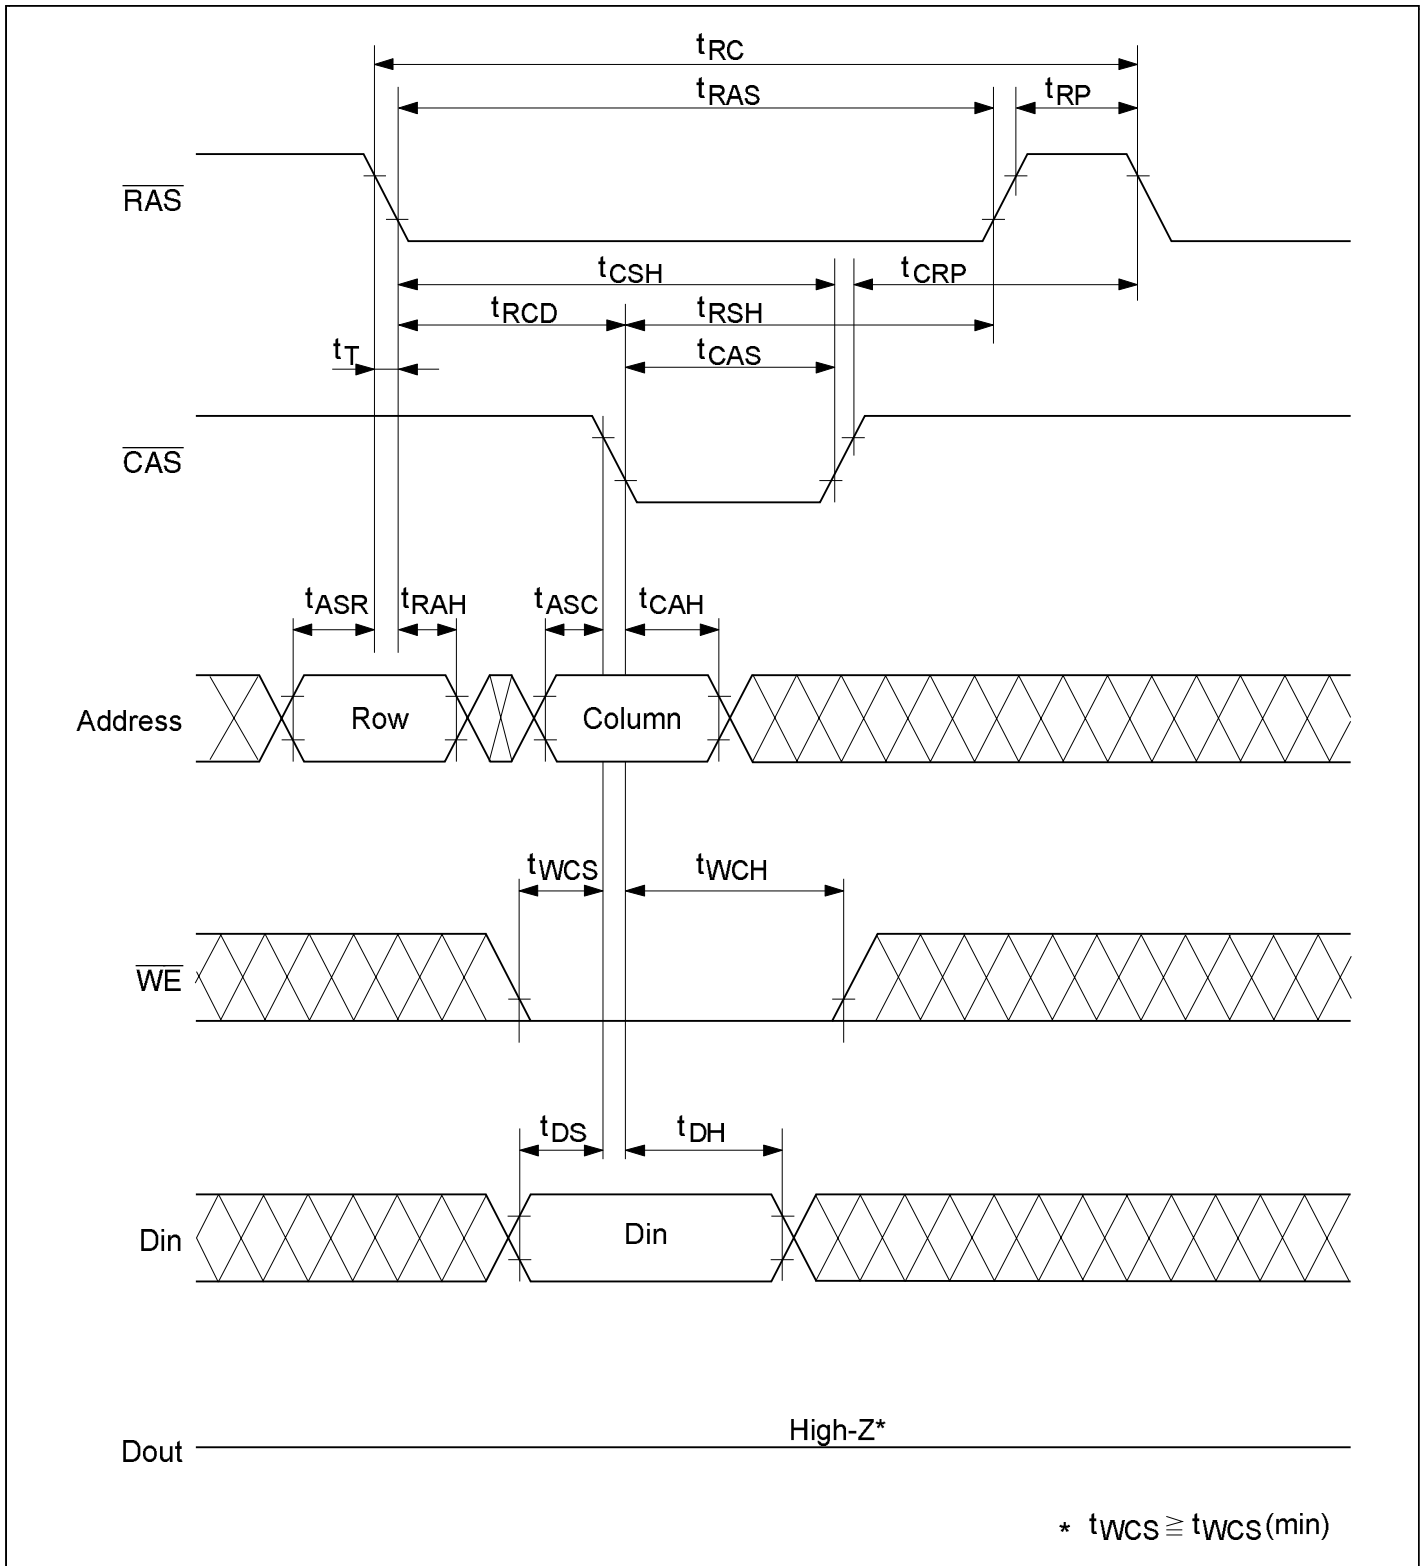 tRC
tRAS
tRP
RAS
tCSH
tCRP
tRCD
tRSH
tT
tCAS
CAS
tASR
tRAH
tASC
tCAH
Address
Row
Column
tWCS
tWCH
WE
tDS
tDH
Din
Din
High-Z*
Dout
* tWCS ≧ tWCS (min)